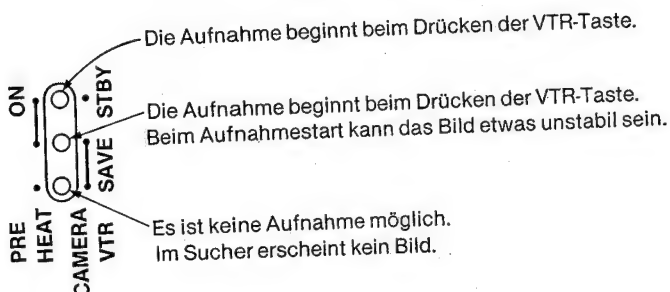 Die Aufnahme beginnt beim Drücken der VTR-Taste.
ON
STBY
Die Aufnahme beginnt beim Drücken der VTR-Taste.
Beim Aufnahmestart kann das Bild etwas unstabil sein.
SAVE
PRE
HEAT
CAMERA
VTR
Es ist keine Aufnahme möglich.
Im Sucher erscheint kein Bild.